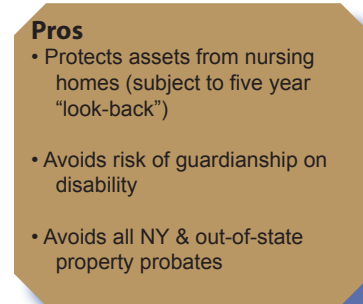 Pros
• Protects assets from nursing
homes (subject to five year
“look-back”)
• Avoids risk of guardianship on
disability
• Avoids all NY & out-of-state
property probates